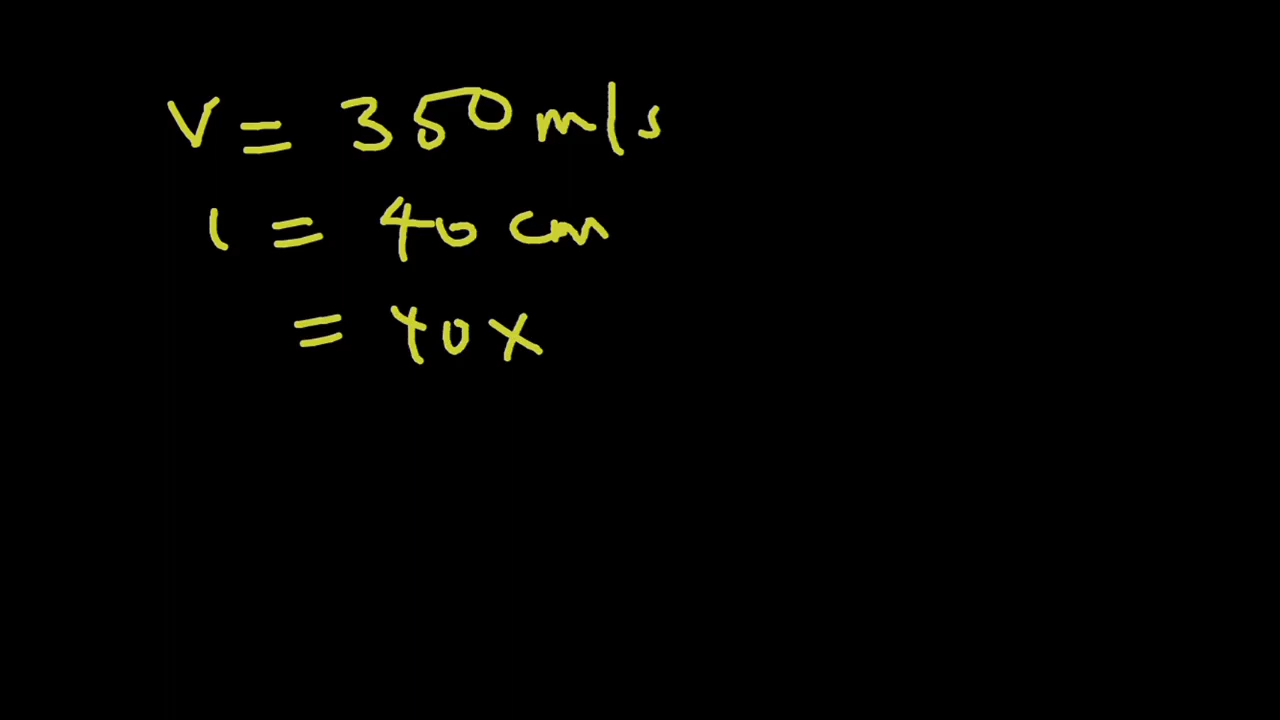 V = 350 m/s
l = 40 cm
= 40 x